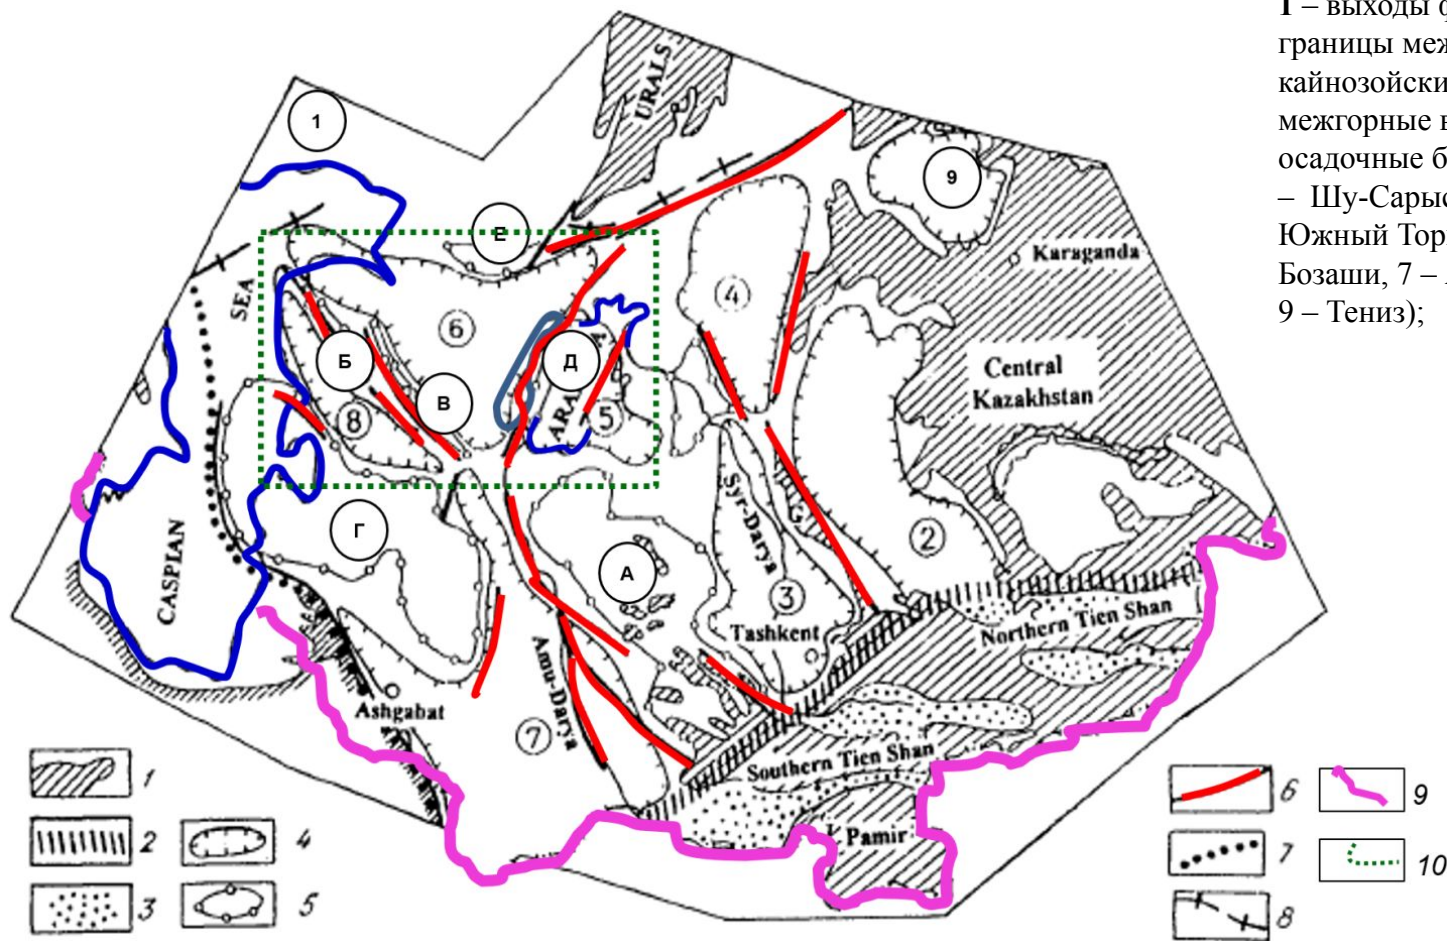 1 – выходы
границы
кайнозойски
межгорные
осадочные
– Шу-Сарыс
Южный
Бозаши, 7 –
9 – Тениз);
URALS
1
9
Е
Karaganda
SEA
4
6
Б
Д
А
В
Central
Kazakhstan
8
ARA
5
Syr-Darya
Г
2
CASPIAN
А
3
Northern Tien Shan
Tashkent
Amu-Darya
Ashgabat
7
Southern Tien Shan
Pamir
1
2
3
4
5
6
7
8
9
10